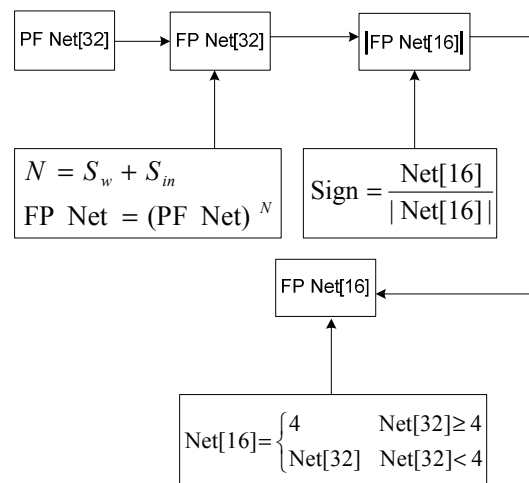 PF Net[32]
FP Net[32]
|FP Net[16]|
N = S_w + S_in
FP Net = (PF Net)^N
Sign = Net[16] / | Net[16] |
FP Net[16]
Net[16]= { 4 Net[32] ≥ 4
Net[32] Net[32] < 4